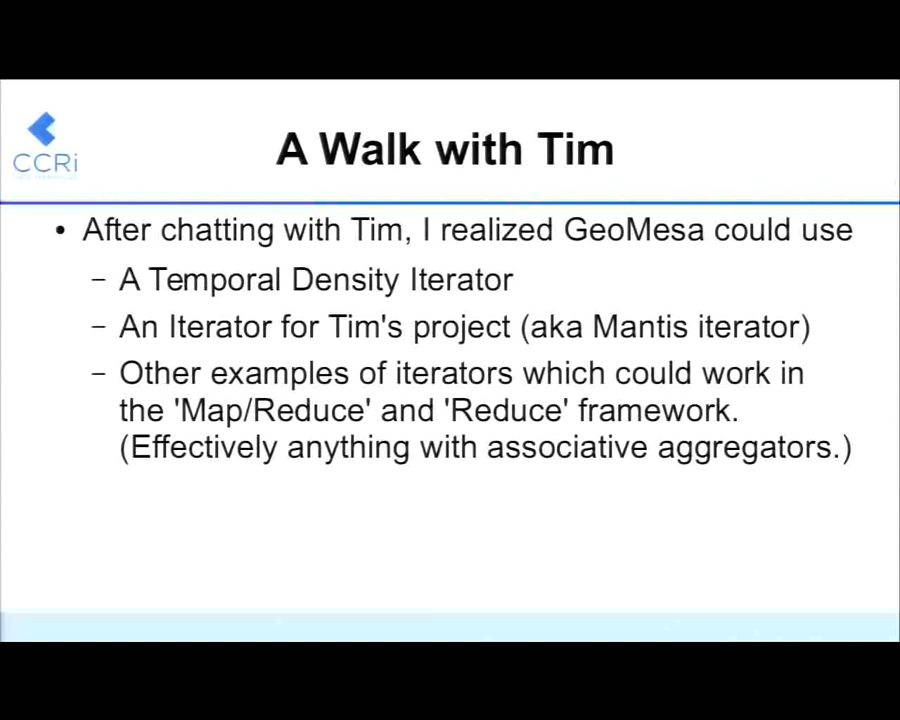 CCRi
A Walk with Tim
• After chatting with Tim, I realized GeoMesa could use
– A Temporal Density Iterator
– An Iterator for Tim's project (aka Mantis iterator)
– Other examples of iterators which could work in
the 'Map/Reduce' and 'Reduce' framework.
(Effectively anything with associative aggregators.)